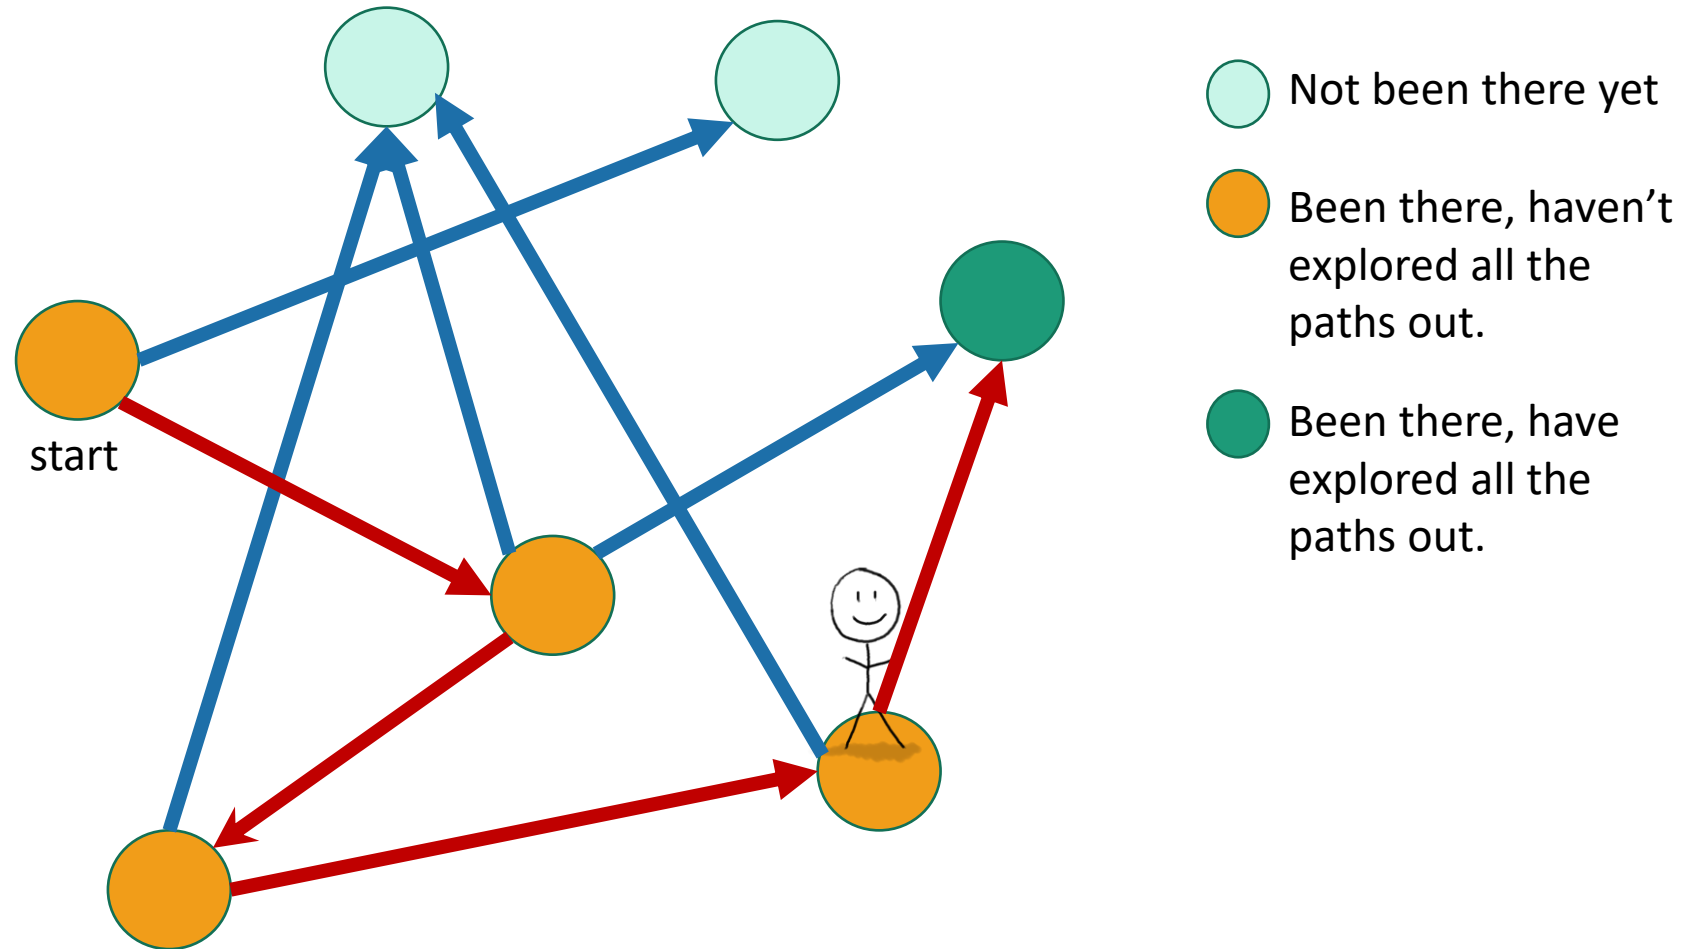 Not been there yet
Been there, haven’t
explored all the
paths out.
start
Been there, have
explored all the
paths out.